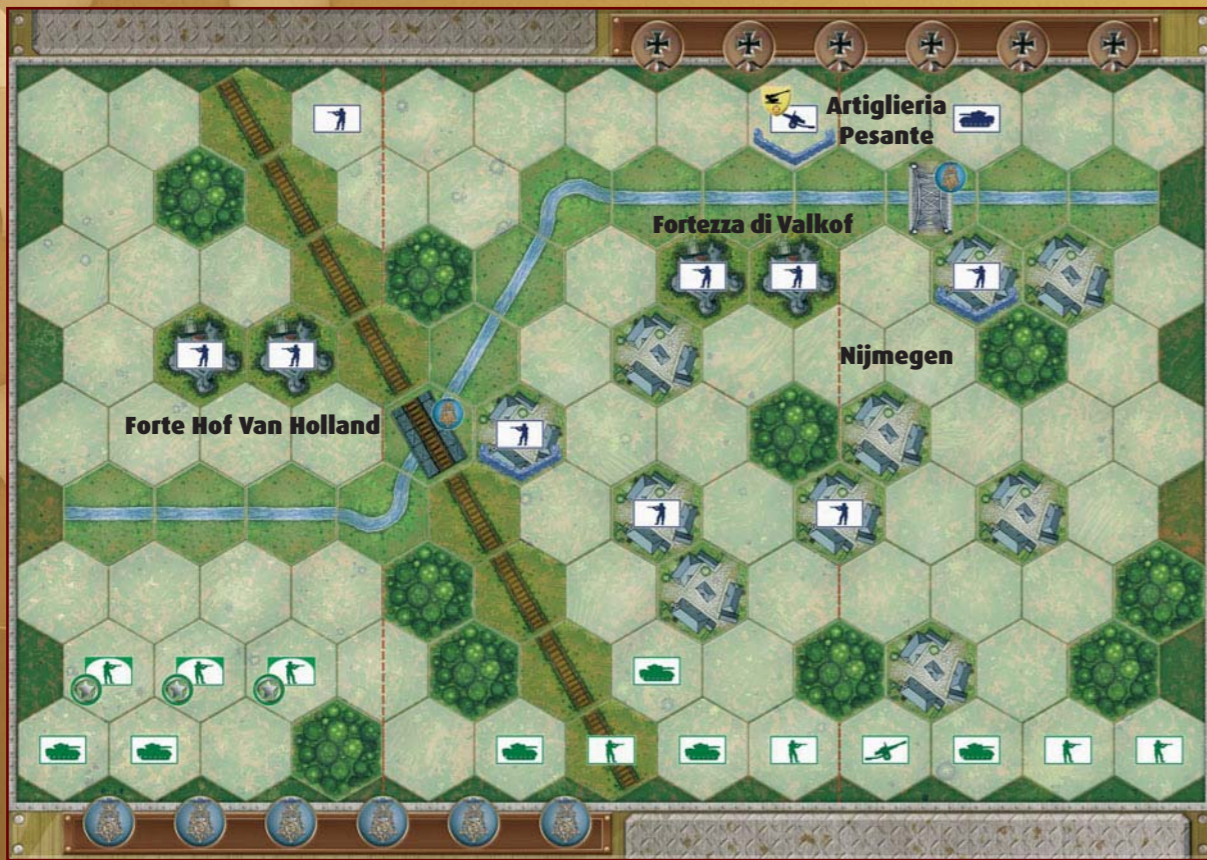 Artiglieria
Pesante
Fortezza di Valkof
Nijmegen
Forte Hof Van Holland